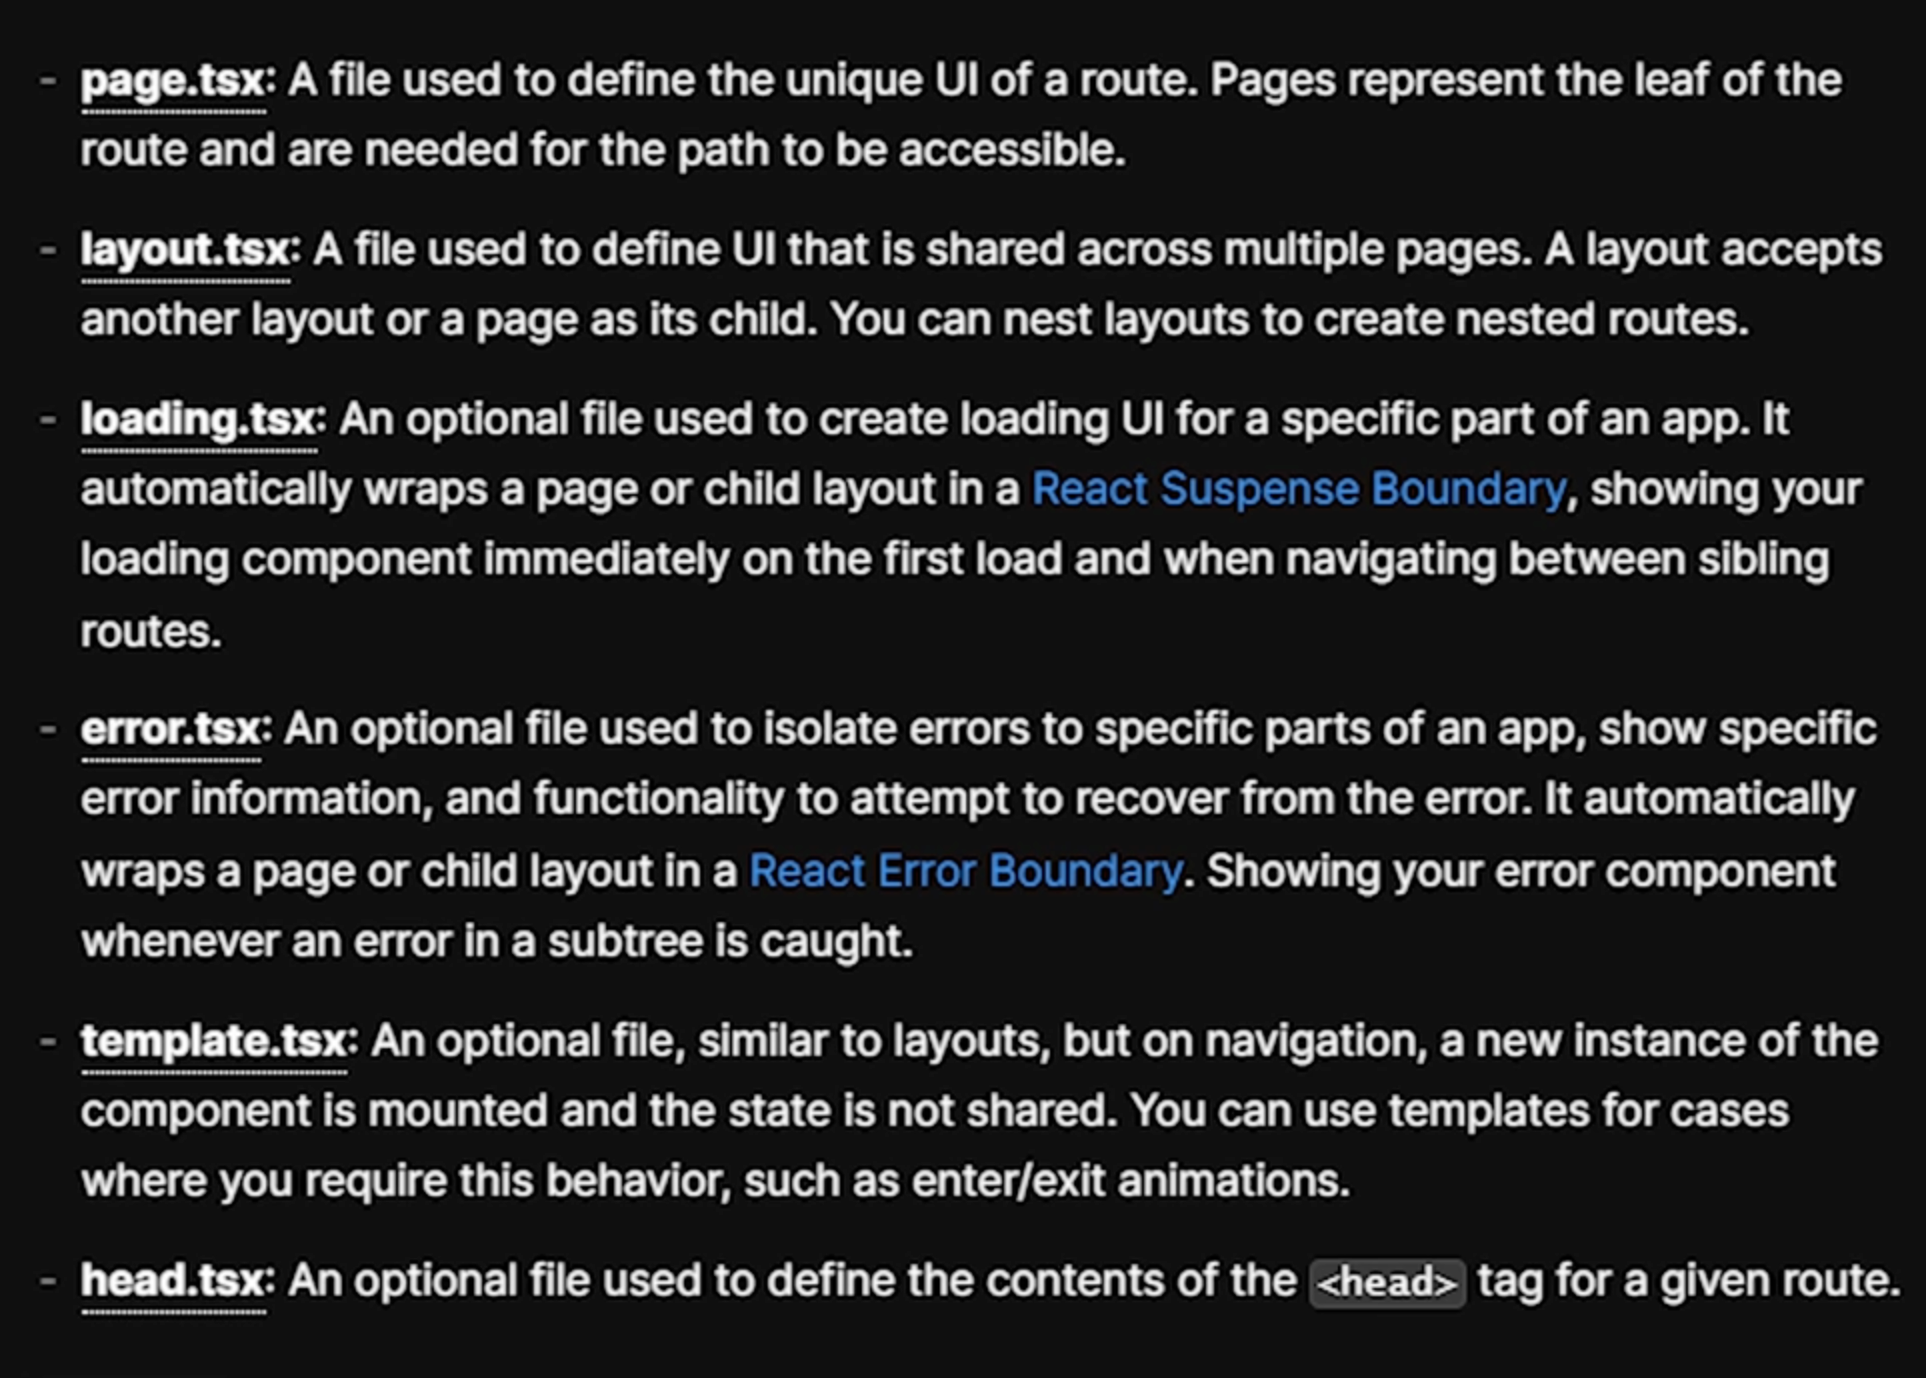 - page.tsx: A file used to define the unique UI of a route. Pages represent the leaf of the
route and are needed for the path to be accessible.
- layout.tsx: A file used to define UI that is shared across multiple pages. A layout accepts
another layout or a page as its child. You can nest layouts to create nested routes.
- loading.tsx: An optional file used to create loading UI for a specific part of an app. It
automatically wraps a page or child layout in a React Suspense Boundary, showing your
loading component immediately on the first load and when navigating between sibling
routes.
- error.tsx: An optional file used to isolate errors to specific parts of an app, show specific
error information, and functionality to attempt to recover from the error. It automatically
wraps a page or child layout in a React Error Boundary. Showing your error component
whenever an error in a subtree is caught.
- template.tsx: An optional file, similar to layouts, but on navigation, a new instance of the
component is mounted and the state is not shared. You can use templates for cases
where you require this behavior, such as enter/exit animations.
- head.tsx: An optional file used to define the contents of the <head> tag for a given route.